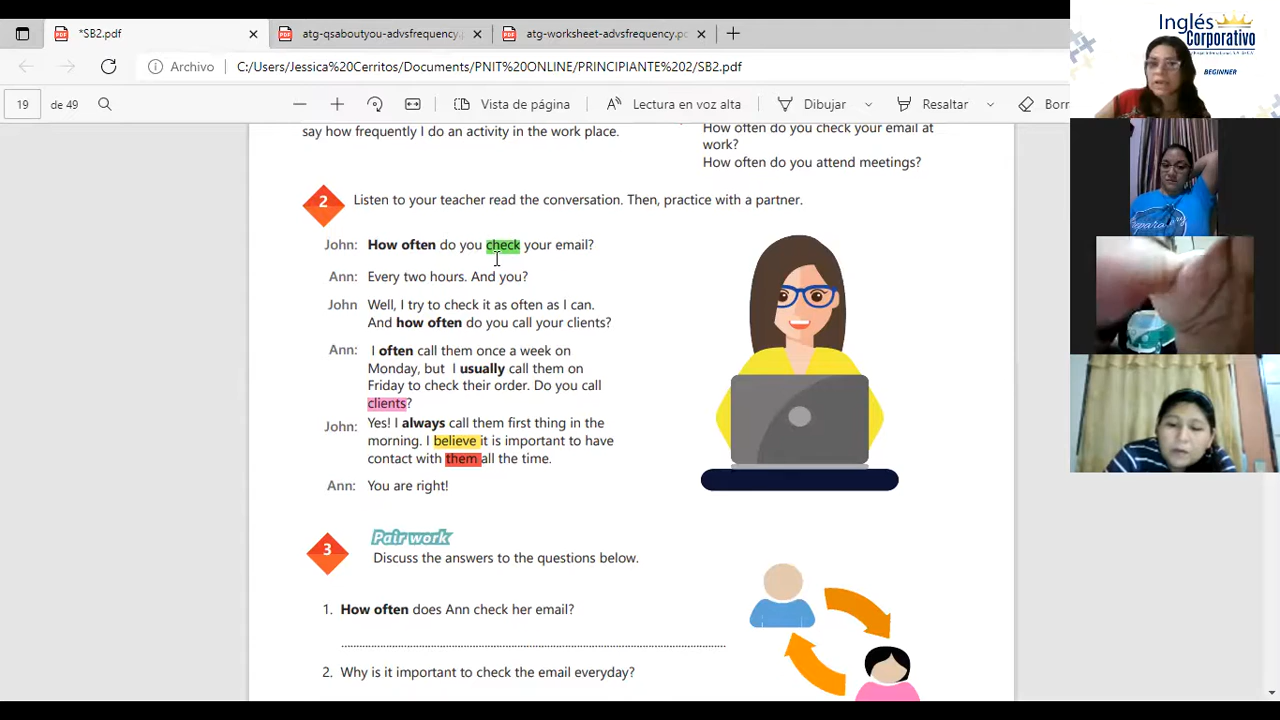 *SB2.pdf
atg-qsaboutyou-advsfrequency.p
atg-worksheet-advsfrequency.pd
Archivo
C:/Users/Jessica%20Cerritos/Documents/PNIT%20ONLINE/PRINCIPIANTE%202/SB2.pdf
19
de 49
Vista de página
Lectura en voz alta
Dibujar
Resaltar
Borr
Inglés
Corporativo
BEGINNER
say how frequently I do an activity in the work place.
How often do you check your email at
work?
How often do you attend meetings?
2
Listen to your teacher read the conversation. Then, practice with a partner.
John: How often do you check your email?
Ann: Every two hours. And you?
John Well, I try to check it as often as I can.
And how often do you call your clients?
Ann: I often call them once a week on
Monday, but I usually call them on
Friday to check their order. Do you call
clients?
John: Yes! I always call them first thing in the
morning. I believe it is important to have
contact with them all the time.
Ann: You are right!
3
Pair work
Discuss the answers to the questions below.
1. How often does Ann check her email?
2. Why is it important to check the email everyday?